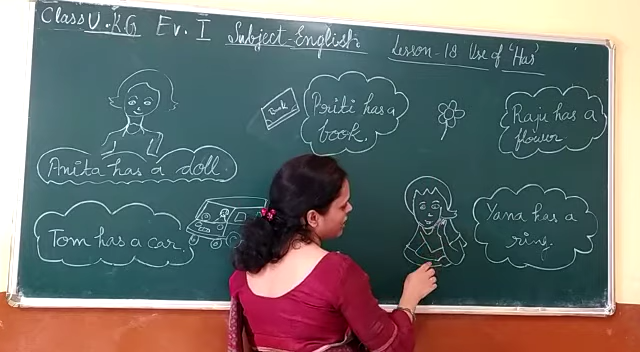 Class U.KG Ev. I Subject-English Lesson-18 Use of 'Has'
Book
Priti has a
book.
Raju has a
flower
Anita has a doll.
Tom has a car.
Yana has a
ring.